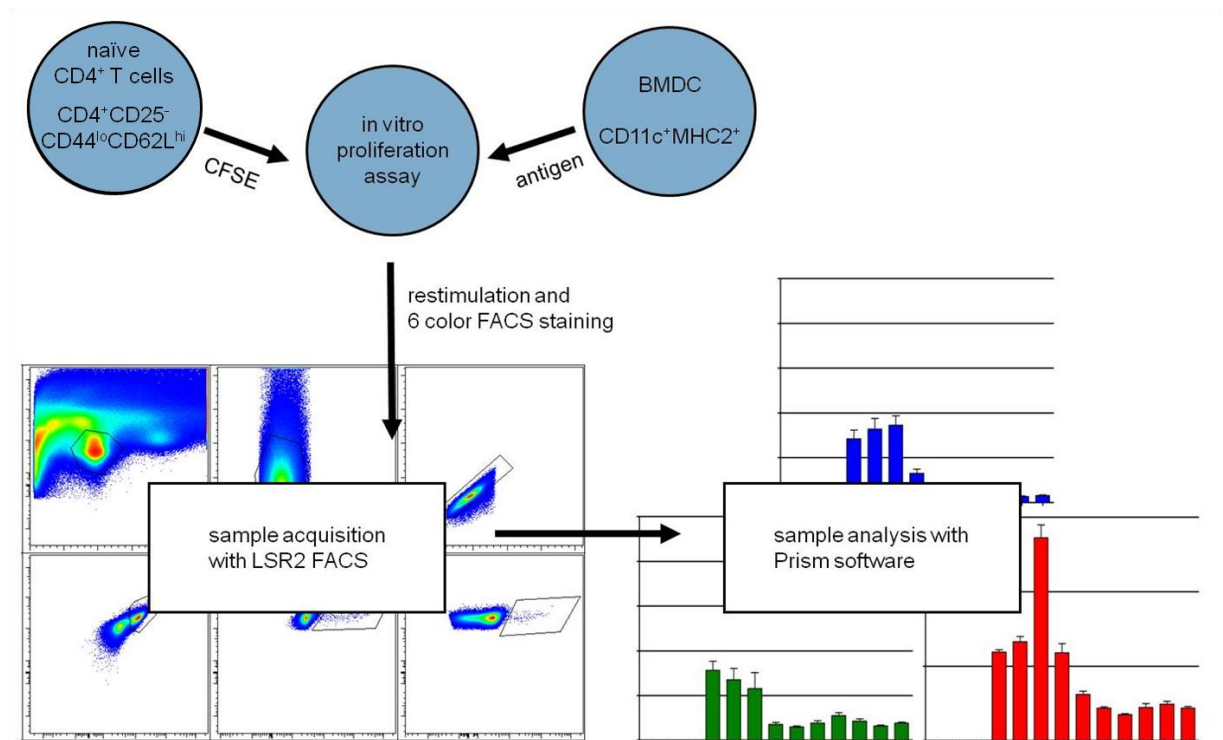 naïve
CD4⁺ T cells
CD4⁺CD25⁻
CD44ˡᵒCD62Lʰⁱ
CFSE
in vitro
proliferation
assay
BMDC
CD11c⁺MHC2⁺
antigen
restimulation and
6 color FACS staining
sample acquisition
with LSR2 FACS
sample analysis with
Prism software